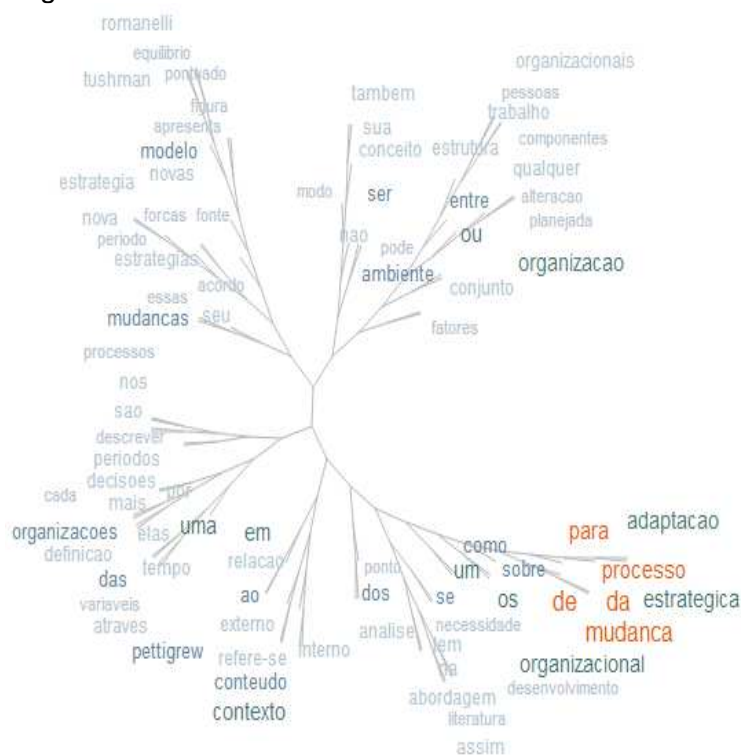 romanelli
equilibrio
organizacionais
tushman pontuado
pessoas
tambem
figura
trabalho
apresenta
sua
componentes
modelo
conceito estrutura
novas
qualquer
estrategia
modo
ser
entre
alteracao
nova forcas fonte
planejada
periodo
nao
pode
ou
estrategias
organizacao
ambiente
acordo
conjunto
essas
mudancas seu
fatores
processos
nos
sao
descrever
periodos
decisoes
por
cada
mais
para
adaptacao
organizacoes elas
uma
em
como
definicao
relacao
ponto
das
tempo
um
sobre
processo
variaveis
ao
dos
se
os
de
da
estrategica
atraves
externo
analise
necessidade
mudanca
pettigrew
interno
tem
refere-se
na
organizacional
conteudo
desenvolvimento
contexto
abordagem
literatura
assim